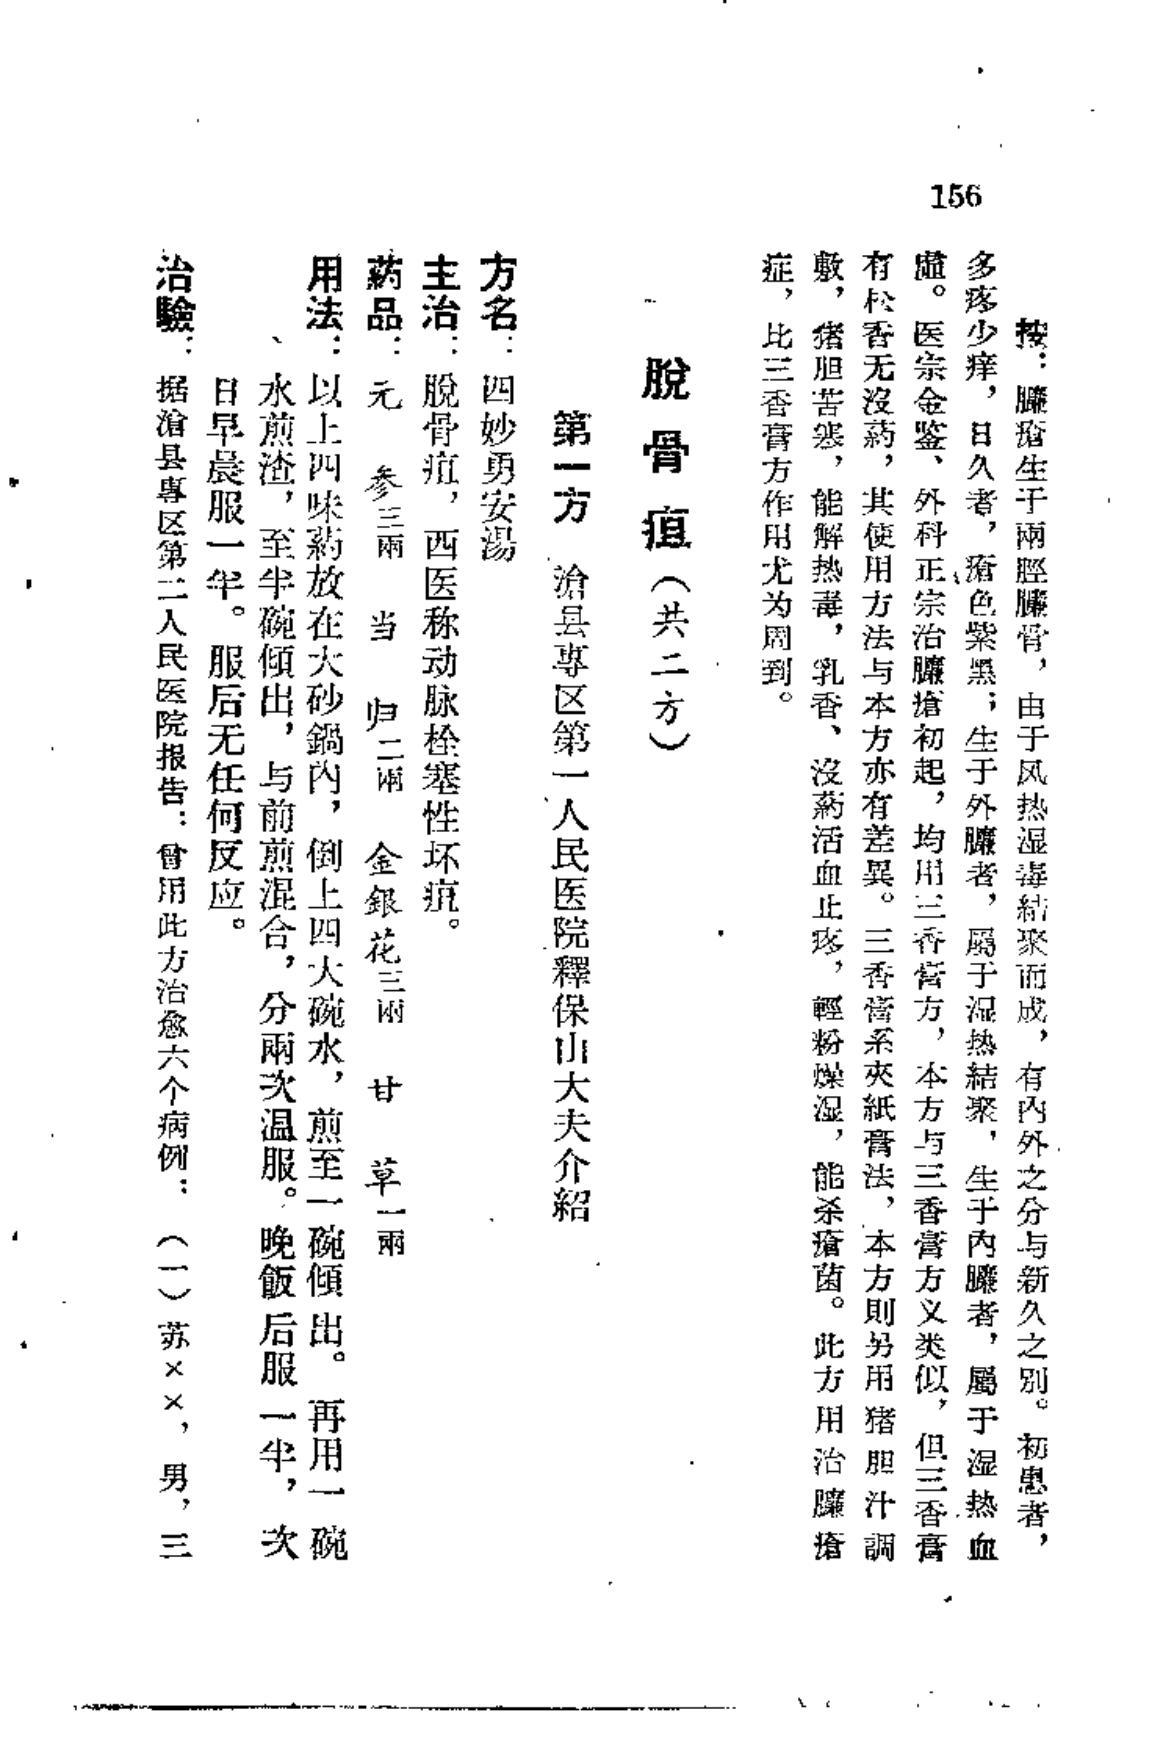 156
按：臁瘡生于兩脛臁骨，由于风热湿毒結聚而成，有内外之分与新久之别。初患者，
多疼少痒，日久者，瘡色紫黑；生于外臁者，屬于湿热結聚，生于内臁者，屬于湿热血
虛。医宗金鉴、外科正宗治臁瘡初起，均用三香膏方，本方与三香膏方义类似，但三香膏
有松香无沒葯，其使用方法与本方亦有差異。三香膏系夾紙膏法，本方則另用猪胆汁調
敷，猪胆苦寒，能解热毒，乳香、沒葯活血止疼，輕粉燥湿，能杀瘡菌。此方用治臁瘡
症，比三香膏方作用尤为周到。
脫骨疽（共二方）
第一方　滄县專区第一人民医院釋保山大夫介紹
方名：四妙勇安湯
主治：脫骨疽，西医称动脉栓塞性坏疽。
葯品：元　参三兩　当　归二兩　金銀花三兩　甘　草一兩
用法：以上四味葯放在大砂鍋内，倒上四大碗水，煎至一碗傾出。再用一碗
水煎渣，至半碗傾出，与前煎混合，分兩次温服。晚飯后服一半，次
日早晨服一半。服后无任何反应。
治驗：据滄县專区第二人民医院报告：曾用此方治愈六个病例：（一）苏××，男，三